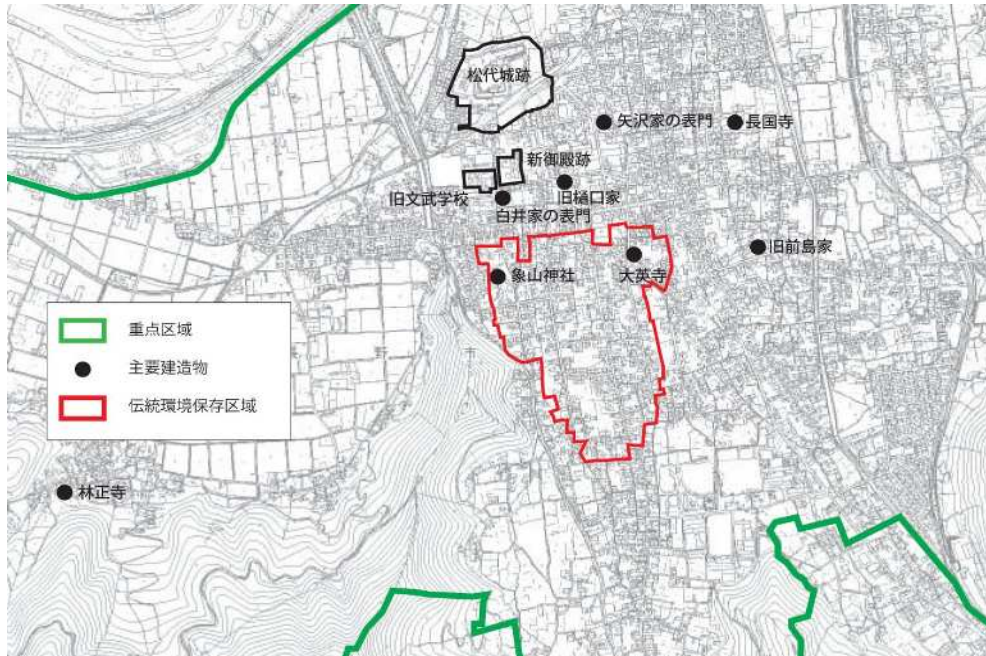 松代城跡
矢沢家の表門
長国寺
新御殿跡
旧樋口家
旧文武学校
白井家の表門
旧前島家
象山神社
大英寺
重点区域
主要建造物
伝統環境保存区域
林正寺